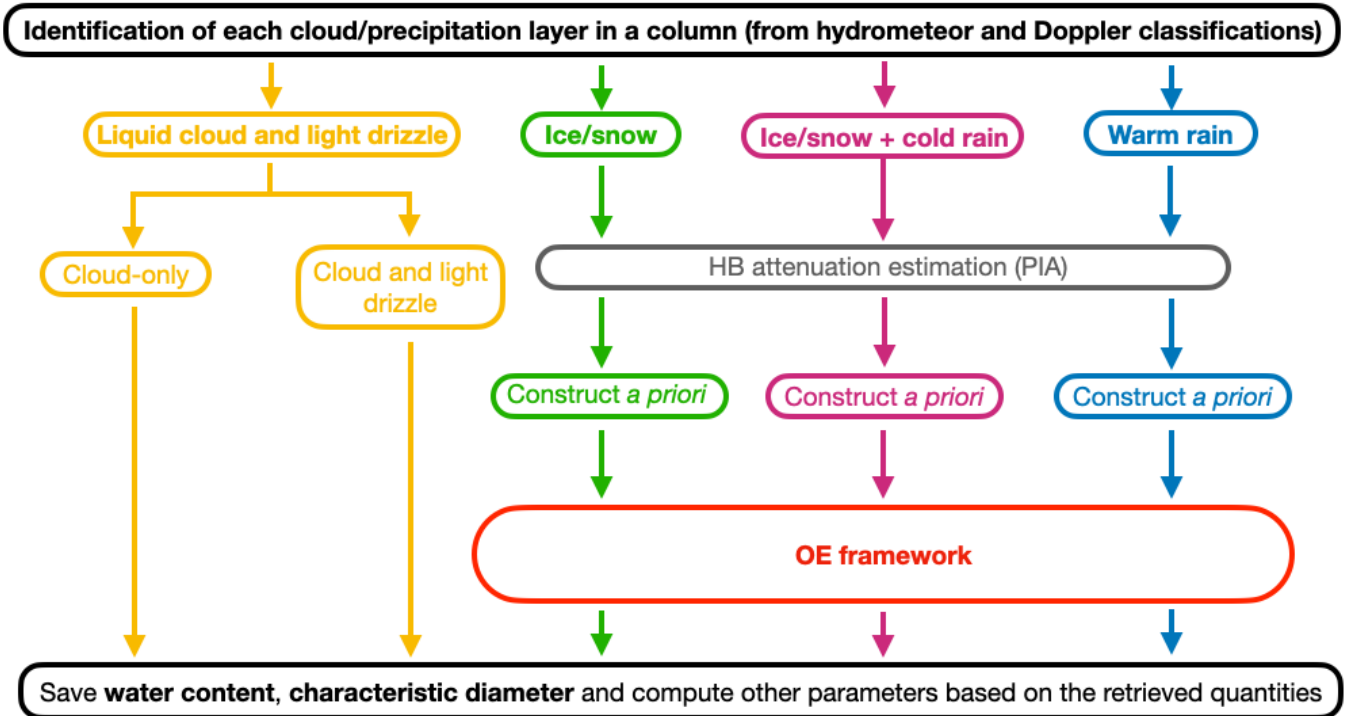 Identification of each cloud/precipitation layer in a column (from hydrometeor and Doppler classifications)
Liquid cloud and light drizzle
Ice/snow
Ice/snow + cold rain
Warm rain
Cloud-only
Cloud and light
drizzle
HB attenuation estimation (PIA)
Construct a priori
Construct a priori
Construct a priori
OE framework
Save water content, characteristic diameter and compute other parameters based on the retrieved quantities